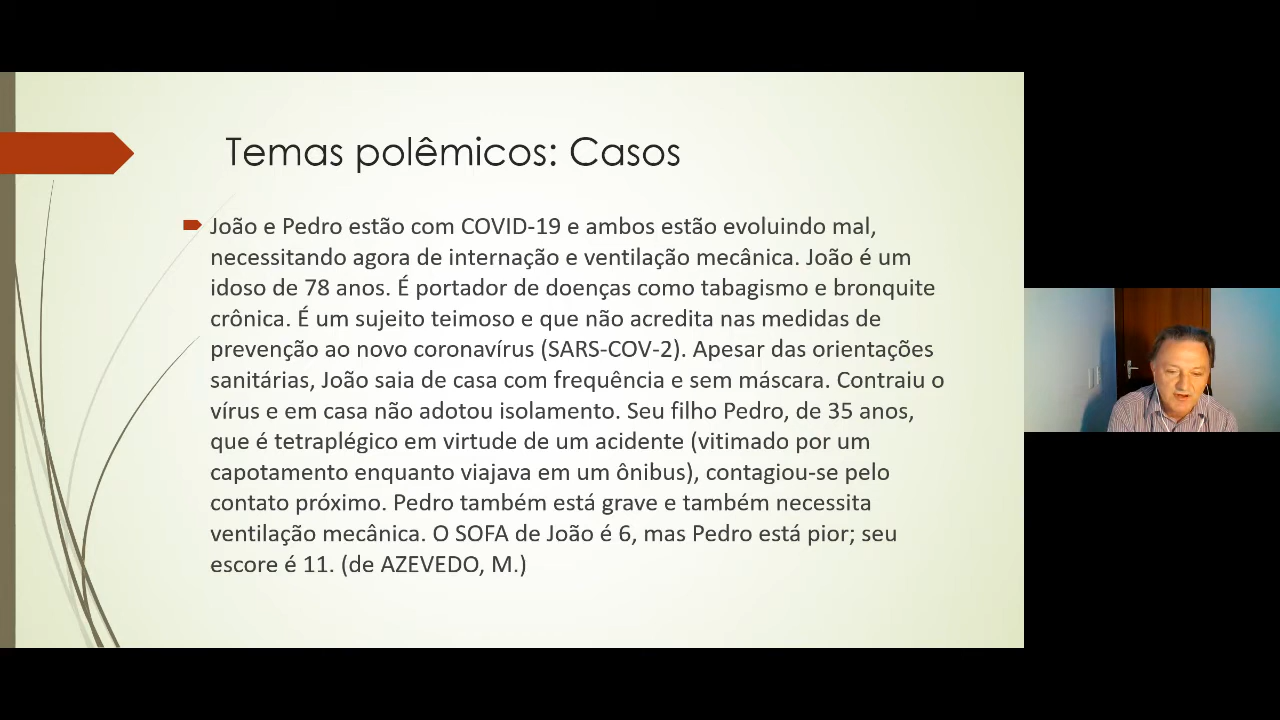 Temas polêmicos: Casos
João e Pedro estão com COVID-19 e ambos estão evoluindo mal,
necessitando agora de internação e ventilação mecânica. João é um
idoso de 78 anos. É portador de doenças como tabagismo e bronquite
crônica. É um sujeito teimoso e que não acredita nas medidas de
prevenção ao novo coronavírus (SARS-COV-2). Apesar das orientações
sanitárias, João saia de casa com frequência e sem máscara. Contraiu o
vírus e em casa não adotou isolamento. Seu filho Pedro, de 35 anos,
que é tetraplégico em virtude de um acidente (vitimado por um
capotamento enquanto viajava em um ônibus), contagiou-se pelo
contato próximo. Pedro também está grave e também necessita
ventilação mecânica. O SOFA de João é 6, mas Pedro está pior; seu
escore é 11. (de AZEVEDO, M.)